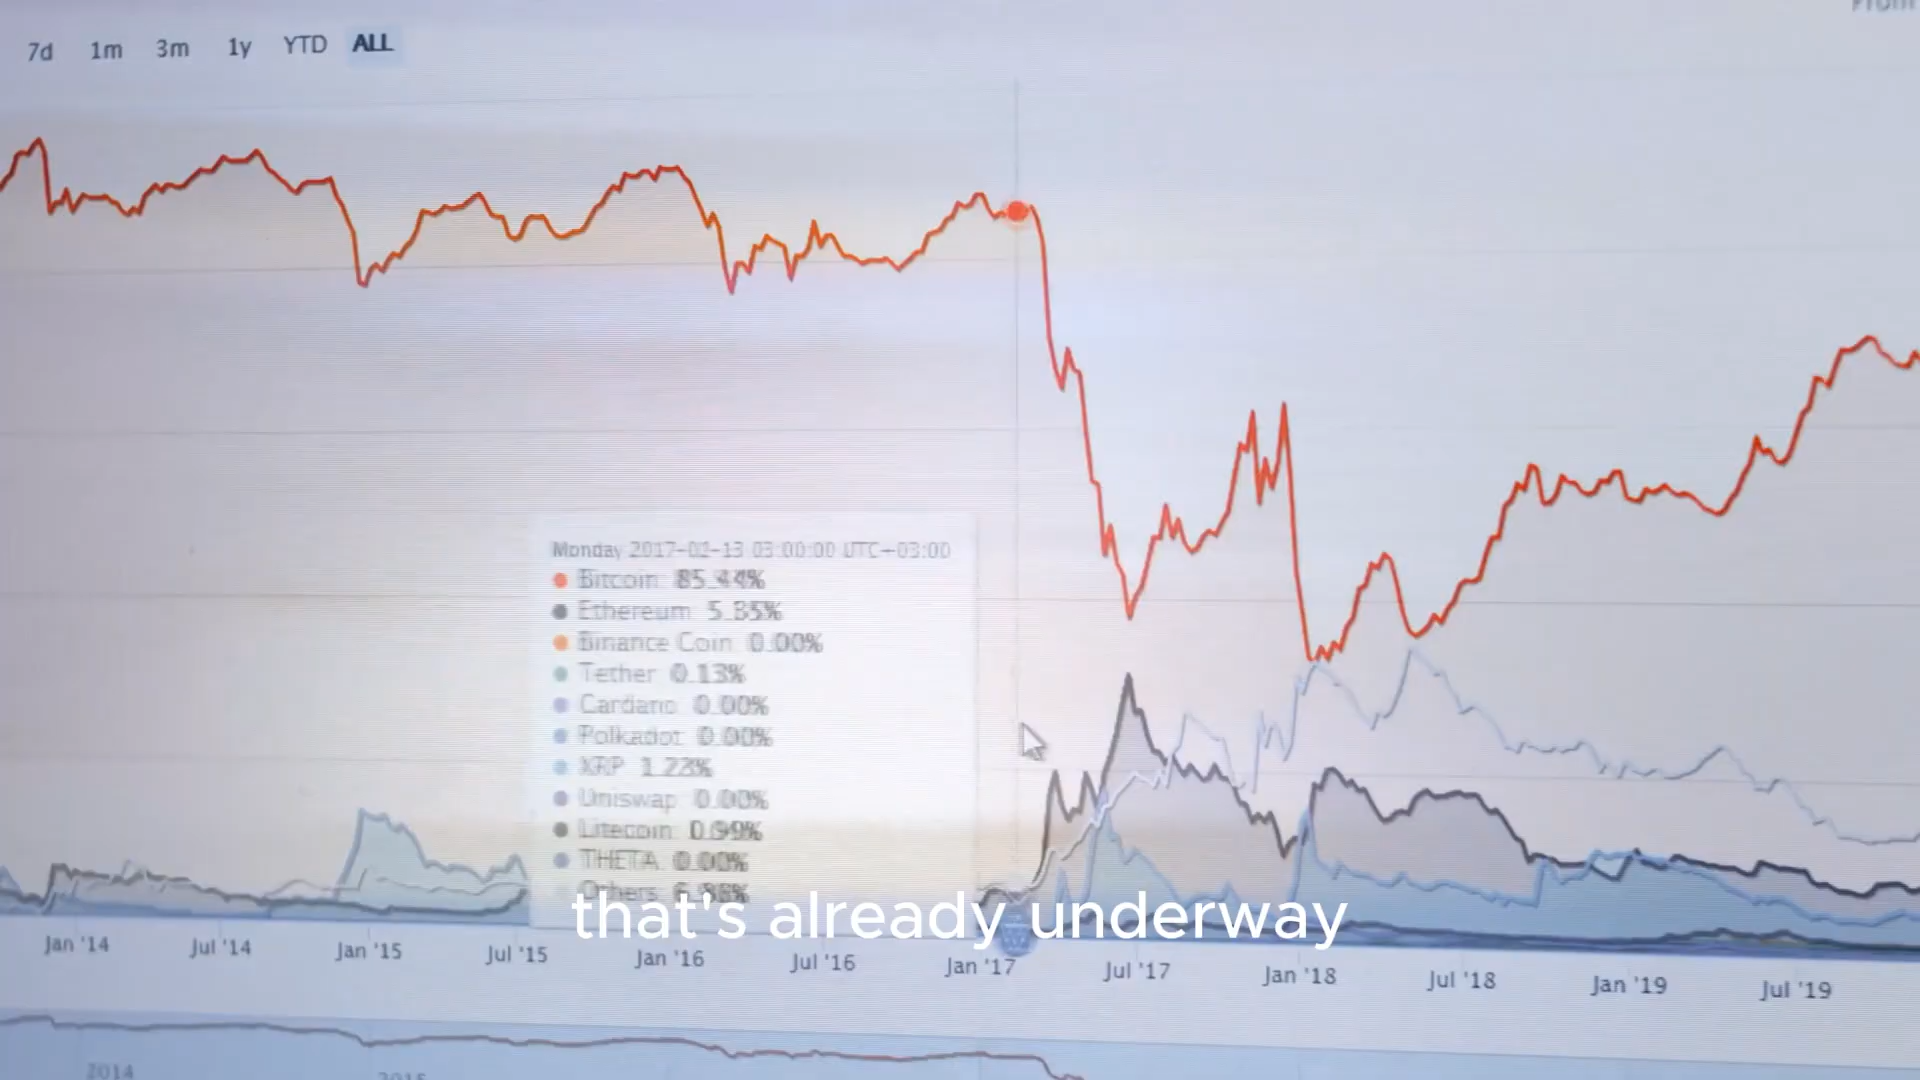 7d 1m 3m 1y YTD ALL
Monday 2017-02-13 03:00:00 UTC+03:00
Bitcoin: 85.44%
Ethereum 5.35%
Binance Coin: 0.00%
Tether 0.13%
Cardano 0.00%
Polkadot 0.00%
XRP 1.23%
Uniswap 0.00%
Litecoin: 0.99%
THETA 0.00%
Others:
that's already underway
Jan '14 Jul '14 Jan '15 Jul '15 Jan '16 Jul '16 Jan '17 Jul '17 Jan '18 Jul '18 Jan '19 Jul '19
2014